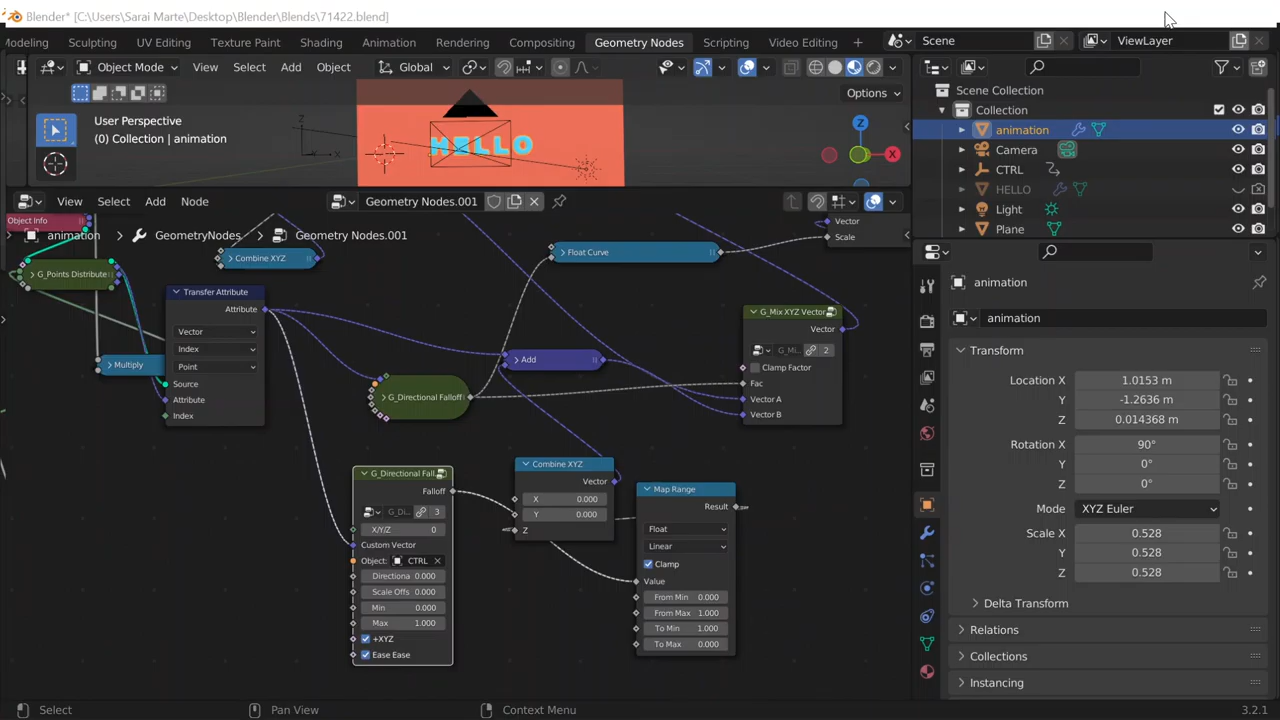 Blender* [C:\Users\Sarai Marte\Desktop\Blender\Blends\71422.blend]
Modeling Sculpting UV Editing Texture Paint Shading Animation Rendering Compositing Geometry Nodes Scripting Video Editing + Scene ViewLayer
Object Mode View Select Add Object Global
Options
User Perspective
(0) Collection | animation
Z
HELLO
Z
X
Scene Collection
Collection
animation
Camera
CTRL
HELLO
Light
Plane
View Select Add Node Geometry Nodes.001
Object Info
animation > GeometryNodes > Geometry Nodes.001
Combine XYZ
Float Curve
Vector
Scale
G_Points Distribute
Transfer Attribute
Attribute
Vector
Index
Point
Source
Attribute
Index
Multiply
Add
G_Directional Falloff
G_Mix XYZ Vector
Vector
G_Mi... 2
Clamp Factor
Fac
Vector A
Vector B
G_Directional Fall
Falloff
G_Di... 3
X/Y/Z 0
Custom Vector
Object: CTRL
Directiona 0.000
Scale Offs 0.000
Min 0.000
Max 1.000
+XYZ
Ease Ease
Combine XYZ
Vector
X 0.000
Y 0.000
Z
Map Range
Result
Float
Linear
Clamp
Value
From Min 0.000
From Max 1.000
To Min 1.000
To Max 0.000
animation
animation
Transform
Location X 1.0153 m
Y -1.2636 m
Z 0.014368 m
Rotation X 90°
Y 0°
Z 0°
Mode XYZ Euler
Scale X 0.528
Y 0.528
Z 0.528
Delta Transform
Relations
Collections
Instancing
Select Pan View Context Menu 3.2.1